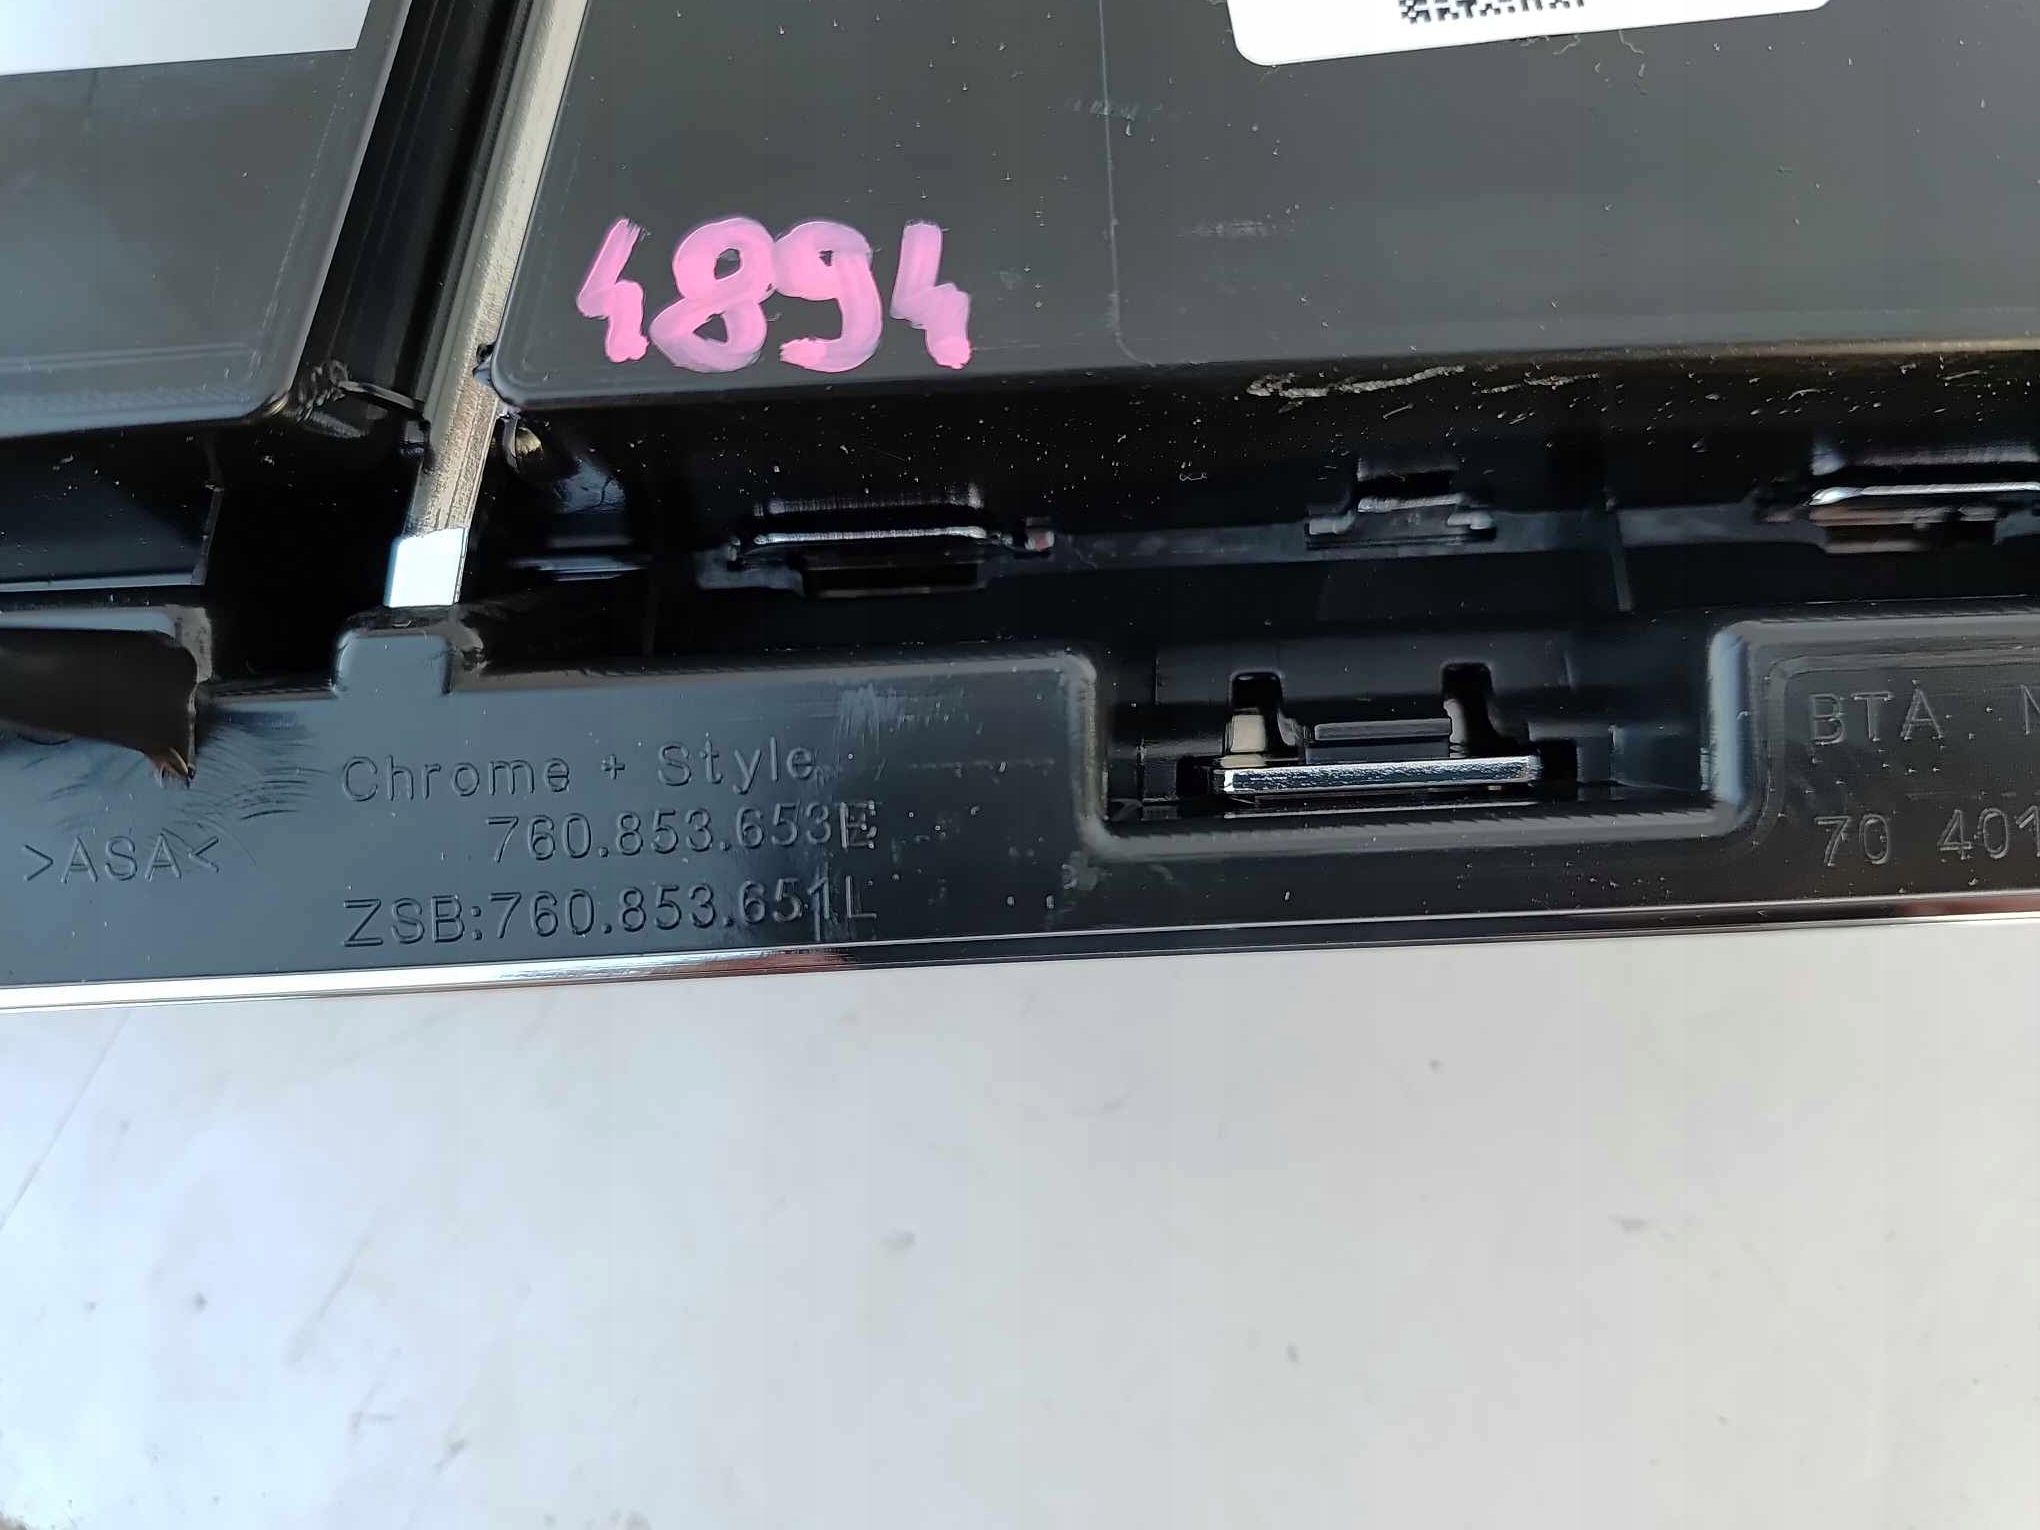 4894
Chrome + Style
760.853.653E
>ASA<
ZSB:760.853.651L
BTA
70 401